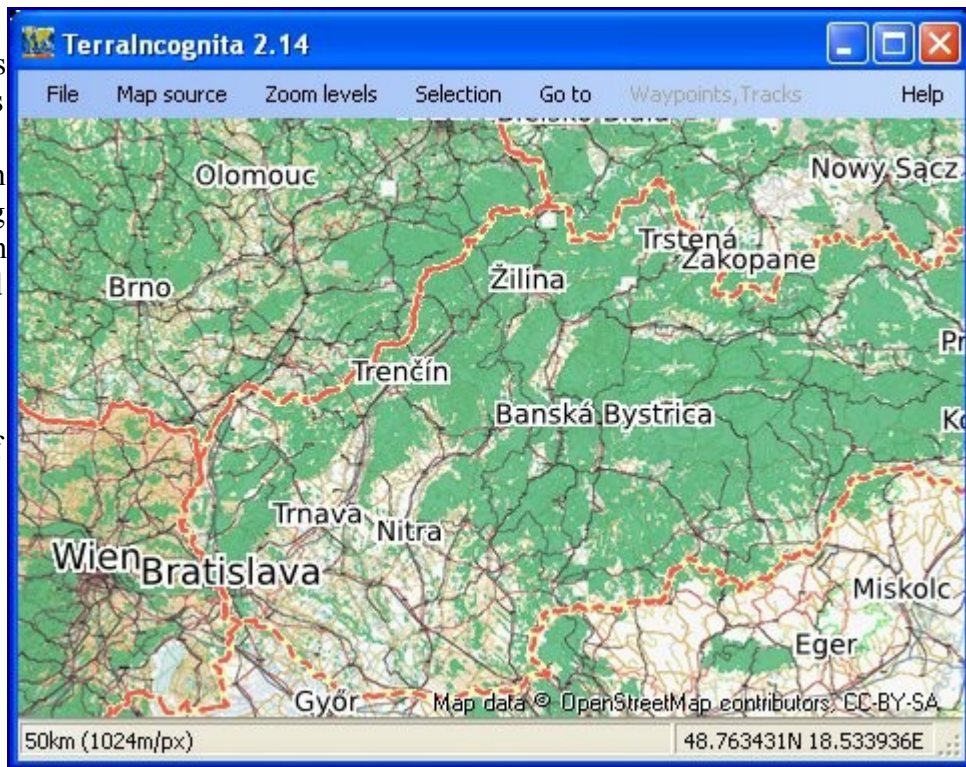 TerraIncognita 2.14
File Map source Zoom levels Selection Go to Waypoints,Tracks Help
Olomouc
Nowy Sącz
Trstená
Zakopane
Žilina
Brno
Trenčín
Banská Bystrica
Trnava
Nitra
Wien
Bratislava
Miskolc
Eger
Győr
Map data © OpenStreetMap contributors, CC-BY-SA
50km (1024m/px) 48.763431N 18.533936E